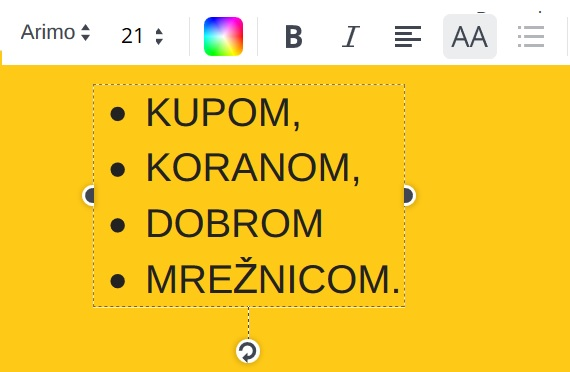 Arimo 21 B I AA
• KUPOM,
• KORANOM,
• DOBROM
• MREŽNICOM.